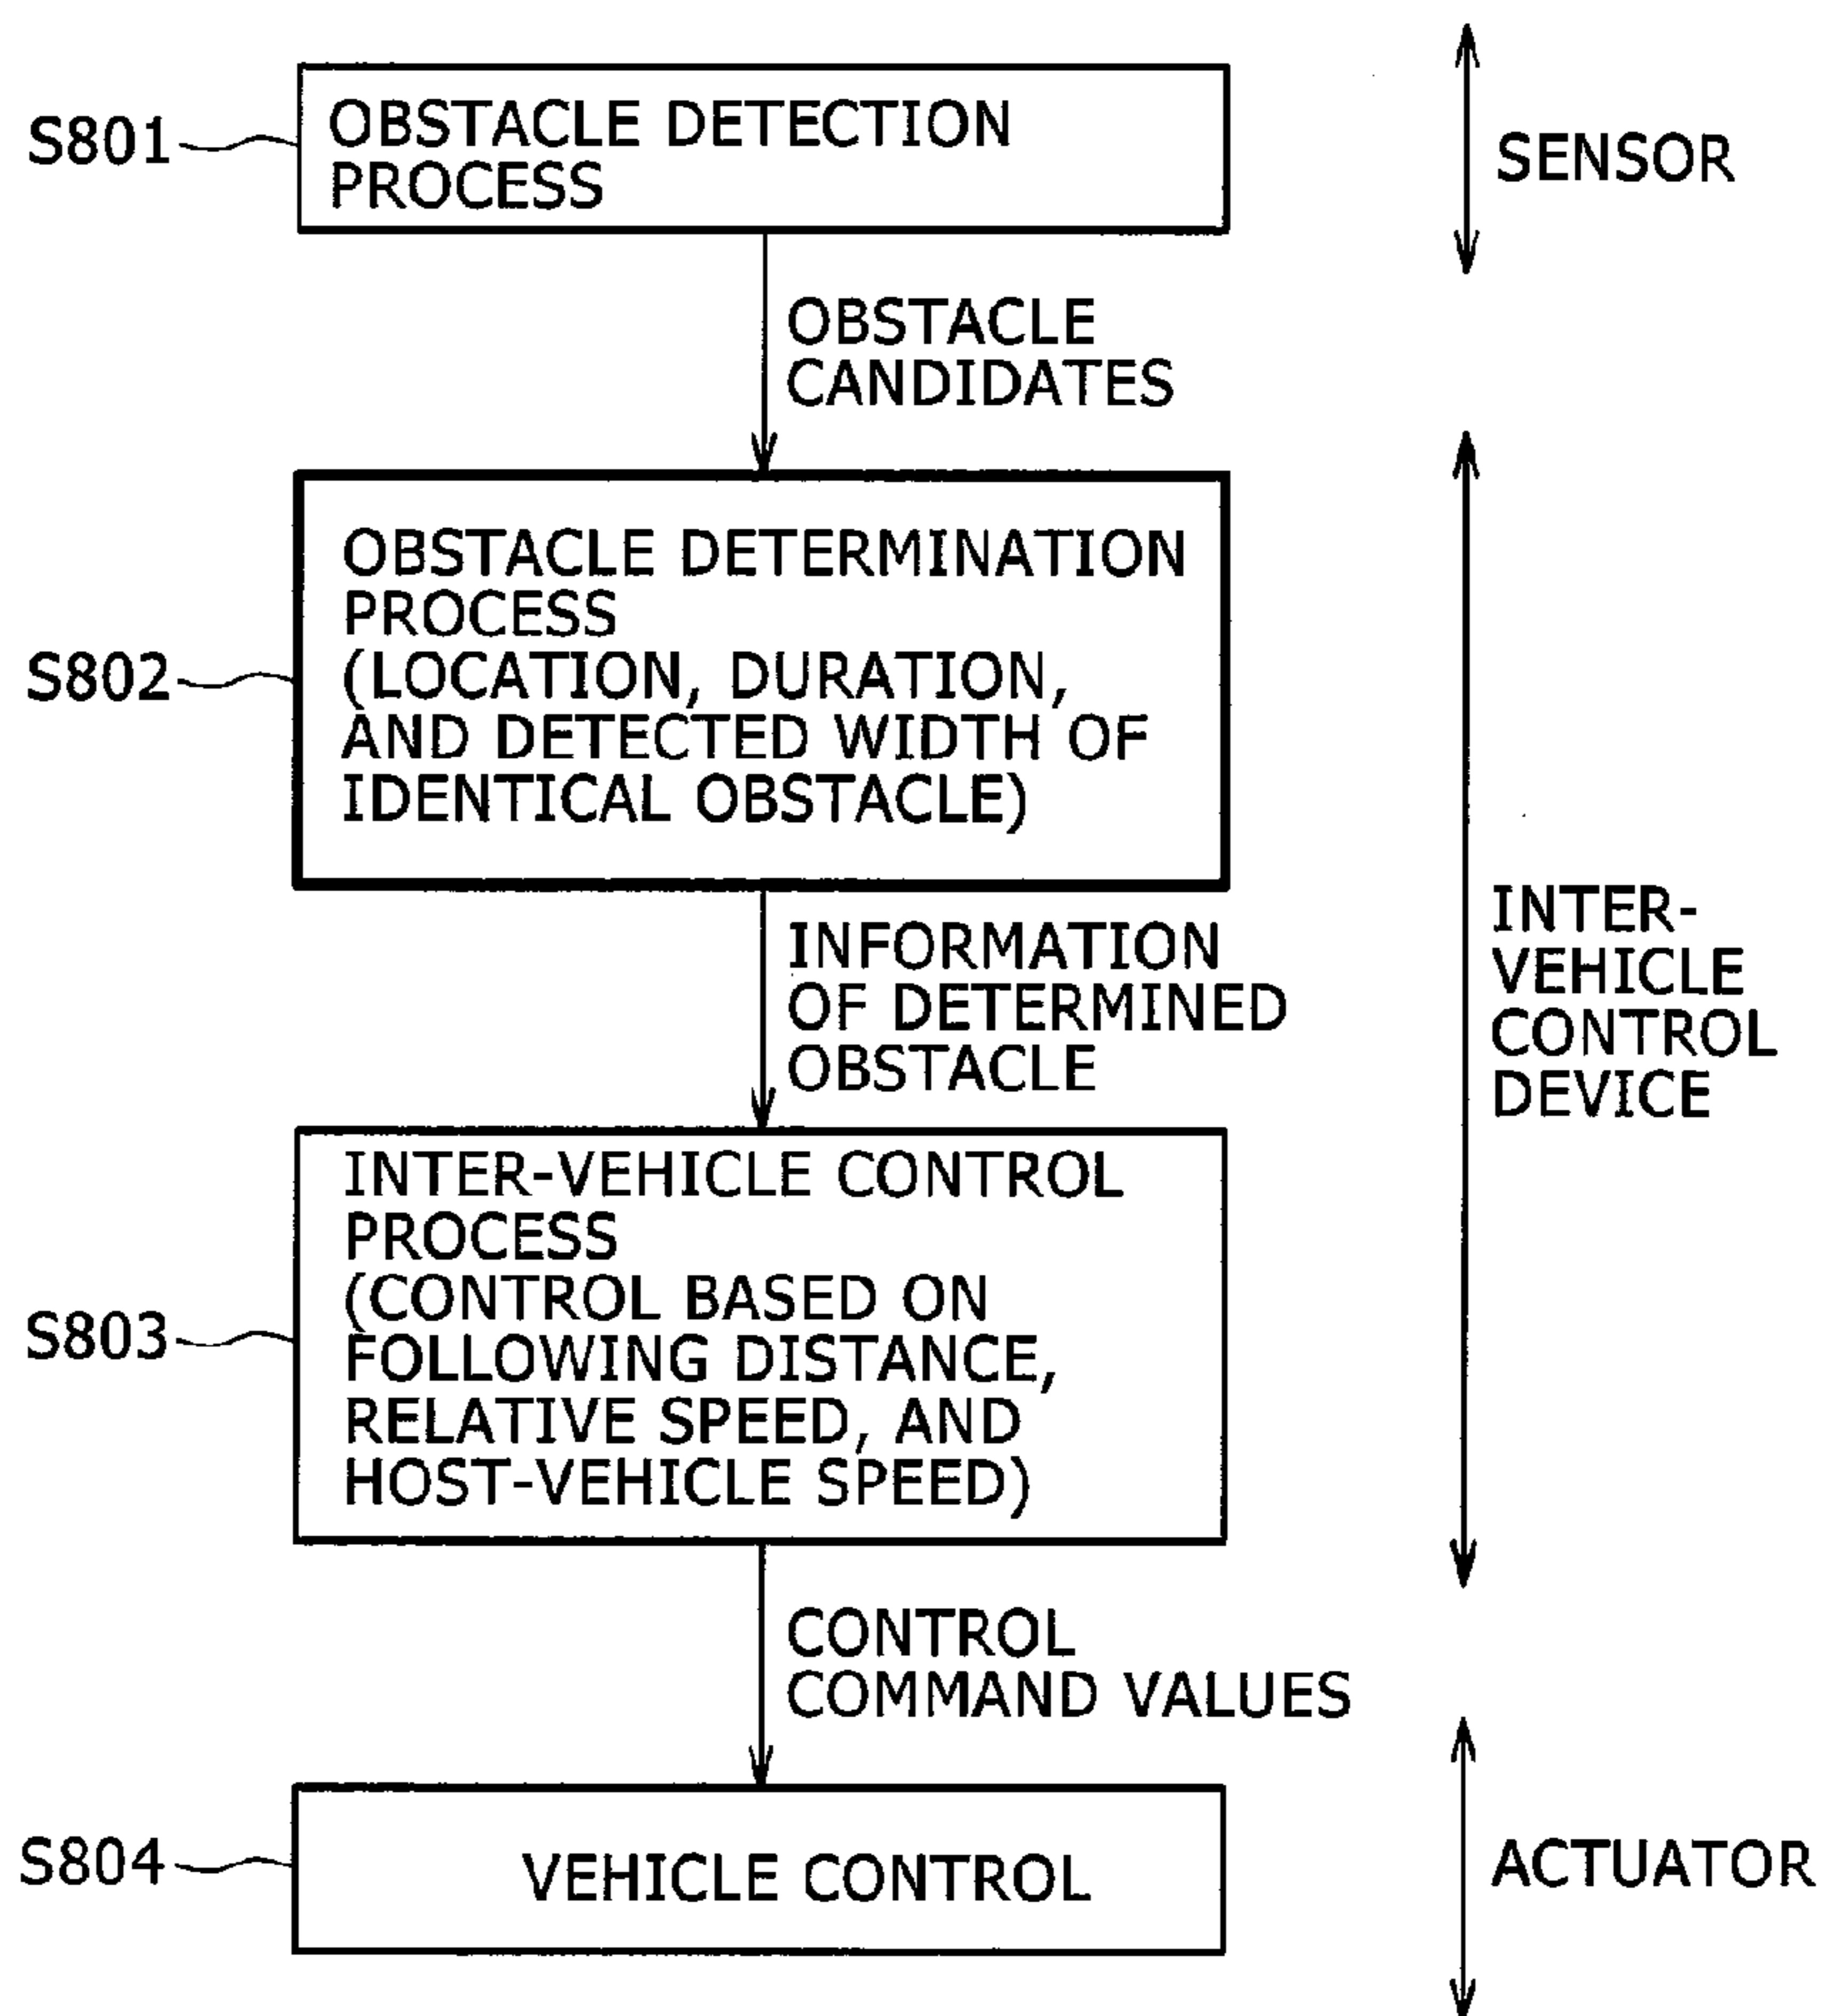 S801
OBSTACLE DETECTION
PROCESS
SENSOR
OBSTACLE
CANDIDATES
S802
OBSTACLE DETERMINATION
PROCESS
(LOCATION, DURATION,
AND DETECTED WIDTH OF
IDENTICAL OBSTACLE)
INTER-
VEHICLE
CONTROL
DEVICE
INFORMATION
OF DETERMINED
OBSTACLE
S803
INTER-VEHICLE CONTROL
PROCESS
(CONTROL BASED ON
FOLLOWING DISTANCE,
RELATIVE SPEED, AND
HOST-VEHICLE SPEED)
CONTROL
COMMAND VALUES
S804
VEHICLE CONTROL
ACTUATOR